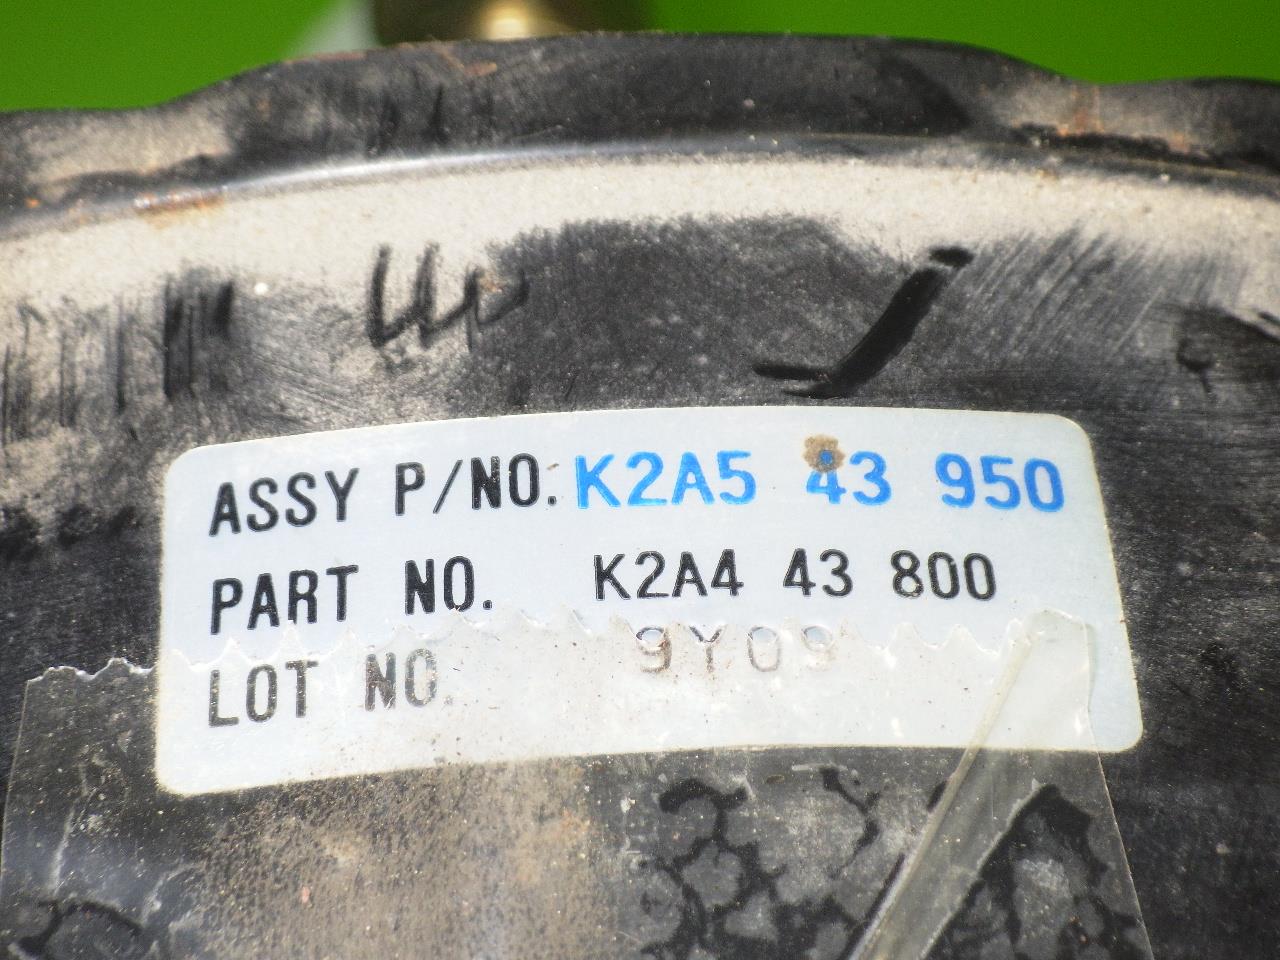 ASSY P/NO. K2A5 43 950
PART NO. K2A4 43 800
LOT NO. 9Y09